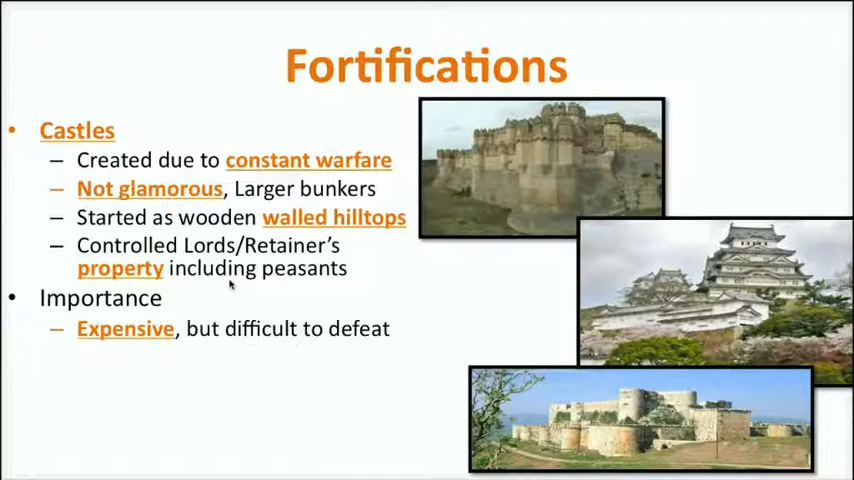 Fortifications
• Castles
– Created due to constant warfare
– Not glamorous, Larger bunkers
– Started as wooden walled hilltops
– Controlled Lords/Retainer's
property including peasants
• Importance
– Expensive, but difficult to defeat